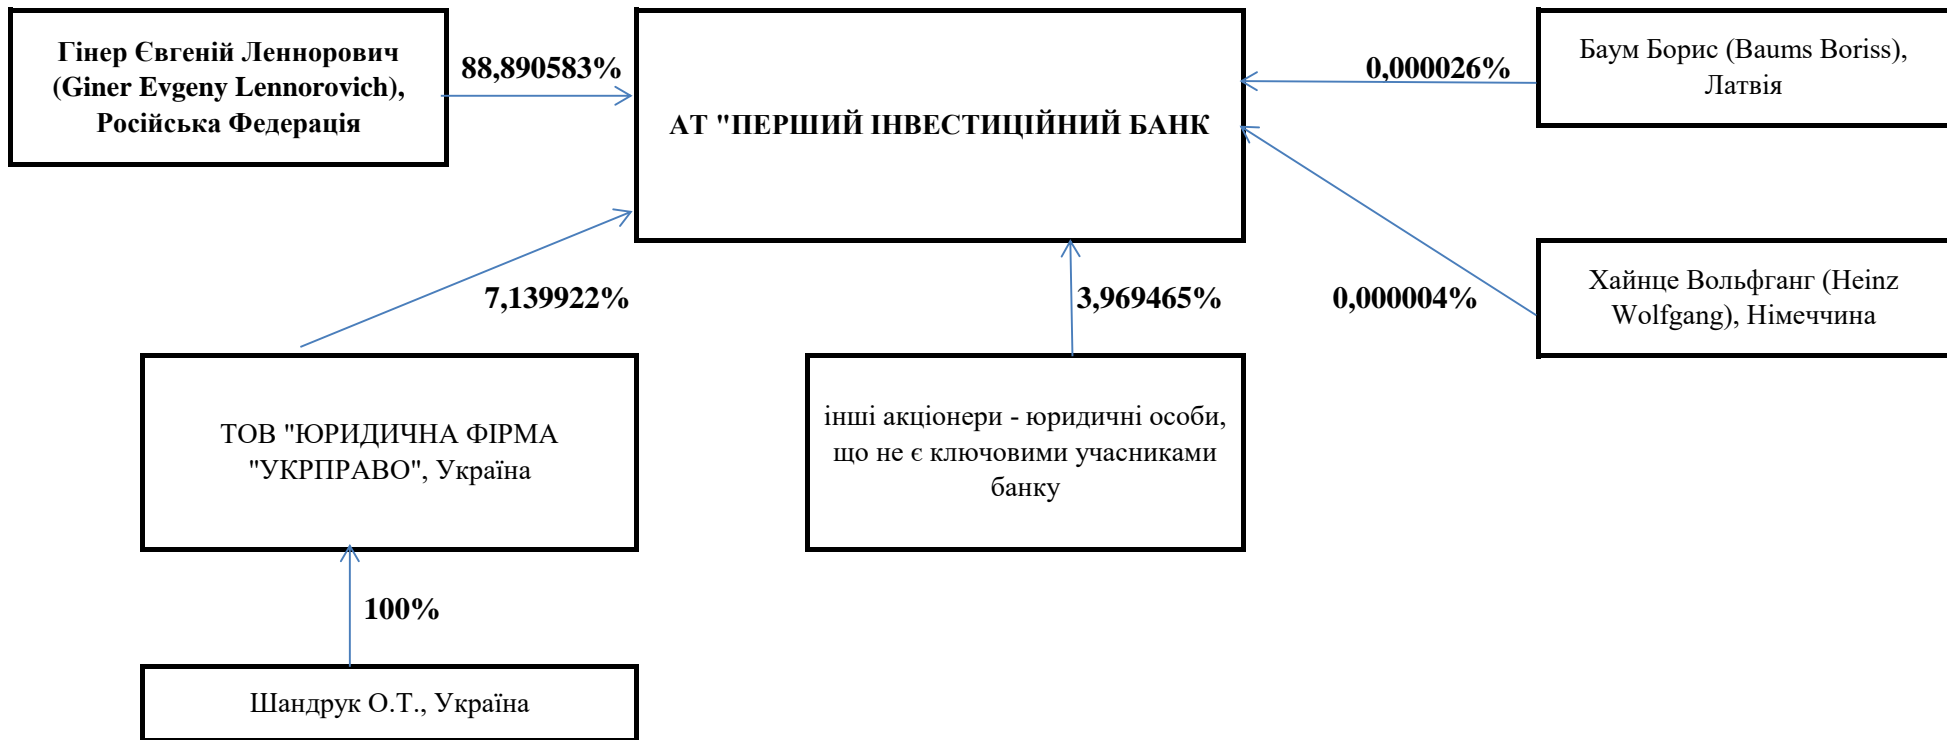 Гінер Євгеній Леннорович
(Giner Evgeny Lennorovich),
Російська Федерація
88,890583%
АТ "ПЕРШИЙ ІНВЕСТИЦІЙНИЙ БАНК
0,000026%
Баум Борис (Baums Boriss),
Латвія
7,139922%
3,969465%
0,000004%
Хайнце Вольфганг (Heinz
Wolfgang), Німеччина
ТОВ "ЮРИДИЧНА ФІРМА
"УКРПРАВО", Україна
інші акціонери - юридичні особи,
що не є ключовими учасниками
банку
100%
Шандрук О.Т., Україна